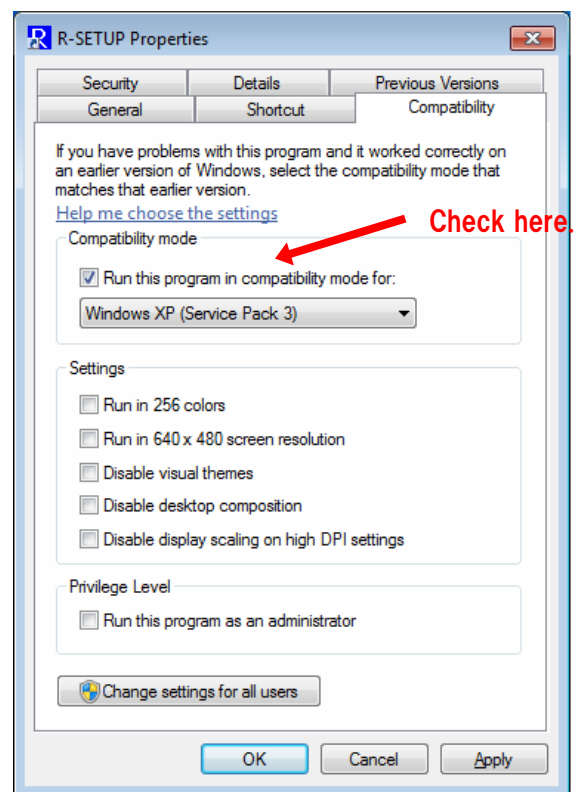 R-SETUP Properties
Security Details Previous Versions
General Shortcut Compatibility
If you have problems with this program and it worked correctly on
an earlier version of Windows, select the compatibility mode that
matches that earlier version.
Help me choose the settings
Check here.
Compatibility mode
Run this program in compatibility mode for:
Windows XP (Service Pack 3)
Settings
Run in 256 colors
Run in 640 x 480 screen resolution
Disable visual themes
Disable desktop composition
Disable display scaling on high DPI settings
Privilege Level
Run this program as an administrator
Change settings for all users
OK Cancel Apply